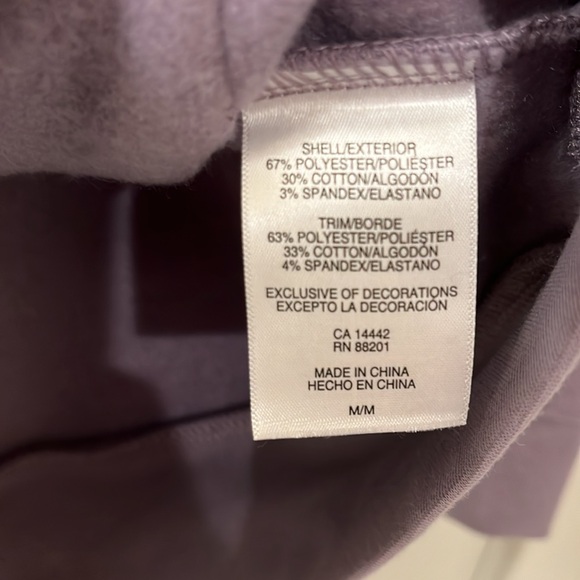 SHELL/EXTERIOR
67% POLYESTER/POLIÉSTER
30% COTTON/ALGODÓN
3% SPANDEX/ELASTANO
TRIM/BORDE
63% POLYESTER/POLIÉSTER
33% COTTON/ALGODÓN
4% SPANDEX/ELASTANO
EXCLUSIVE OF DECORATIONS
EXCEPTO LA DECORACIÓN
CA 14442
RN 88201
MADE IN CHINA
HECHO EN CHINA
M/M